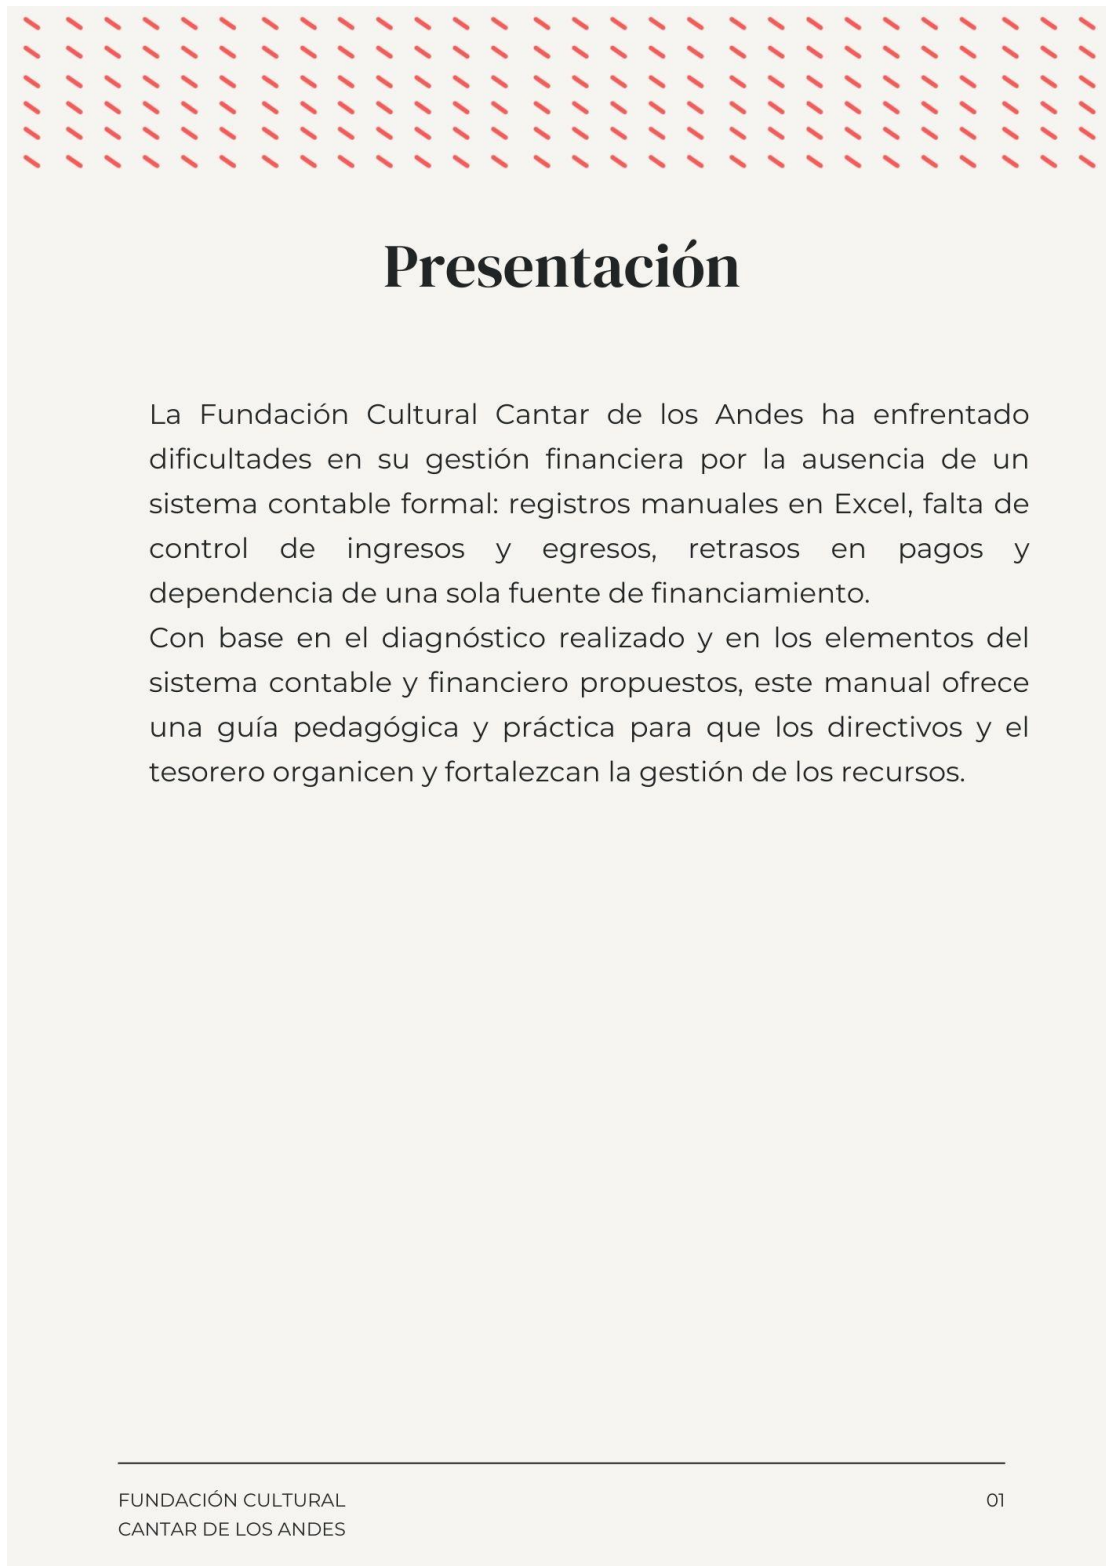 Presentación
La Fundación Cultural Cantar de los Andes ha enfrentado
dificultades en su gestión financiera por la ausencia de un
sistema contable formal: registros manuales en Excel, falta de
control de ingresos y egresos, retrasos en pagos y
dependencia de una sola fuente de financiamiento.
Con base en el diagnóstico realizado y en los elementos del
sistema contable y financiero propuestos, este manual ofrece
una guía pedagógica y práctica para que los directivos y el
tesorero organicen y fortalezcan la gestión de los recursos.
FUNDACIÓN CULTURAL
CANTAR DE LOS ANDES
01